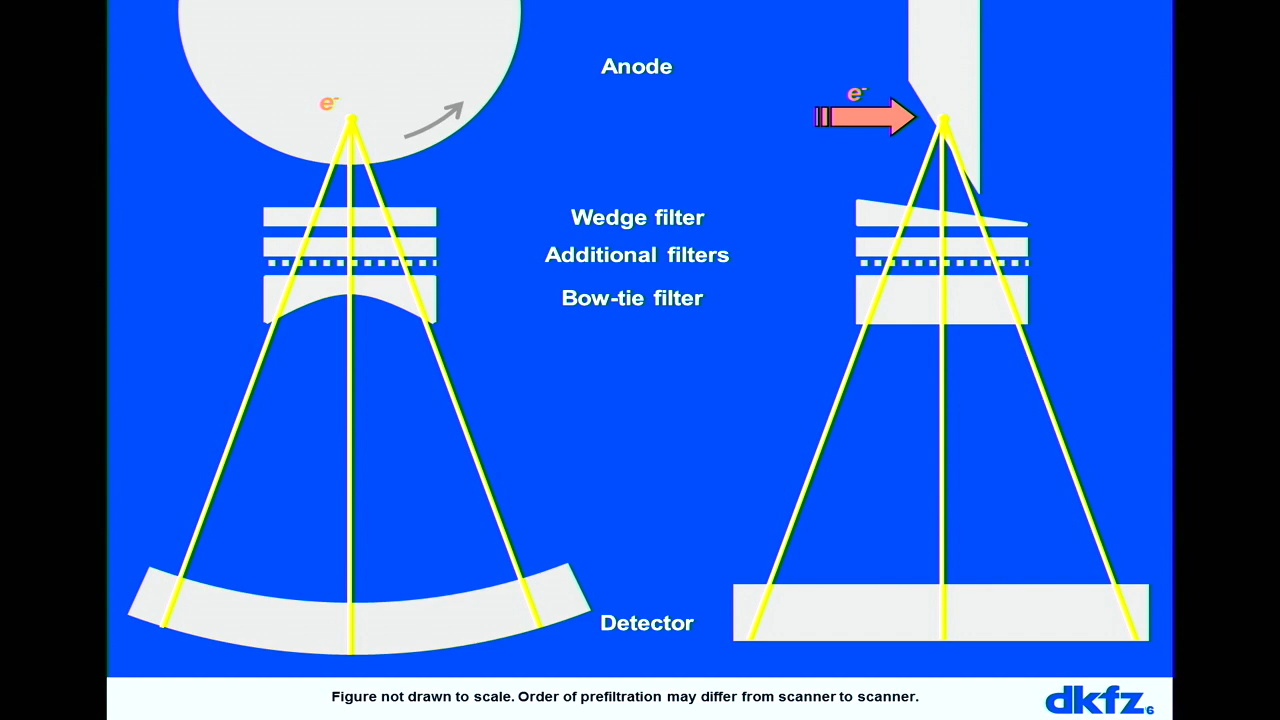 Anode
e-
e-
Wedge filter
Additional filters
Bow-tie filter
Detector
Figure not drawn to scale. Order of prefiltration may differ from scanner to scanner.
dkfz.
6